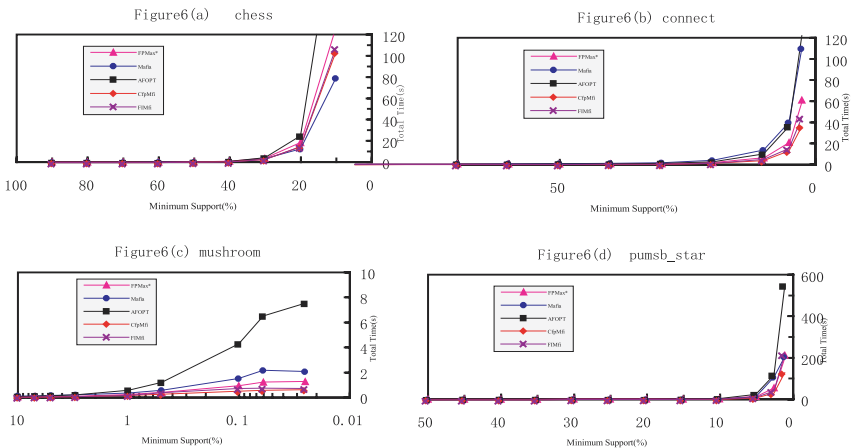 Figure6(a) chess
FPMax*
Mafia
AFOPT
CfpMfi
FIMfi
120
100
80
60
40
20
0
Total Time(s)
100 80 60 40 20 0
Minimum Support(%)
Figure6(b) connect
FPMax*
Mafia
AFOPT
CfpMfi
FIMfi
120
100
80
60
40
20
0
Total Time(s)
50 0
Minimum Support(%)
Figure6(c) mushroom
FPMax*
Mafia
AFOPT
CfpMfi
FIMfi
10
8
6
4
2
0
Total Time(s)
10 1 0.1 0.01
Minimum Support(%)
Figure6(d) pumsb_star
FPMax*
Mafia
AFOPT
CfpMfi
FIMfi
600
400
200
0
Total Time(s)
50 40 30 20 10 0
Minimum Support(%)